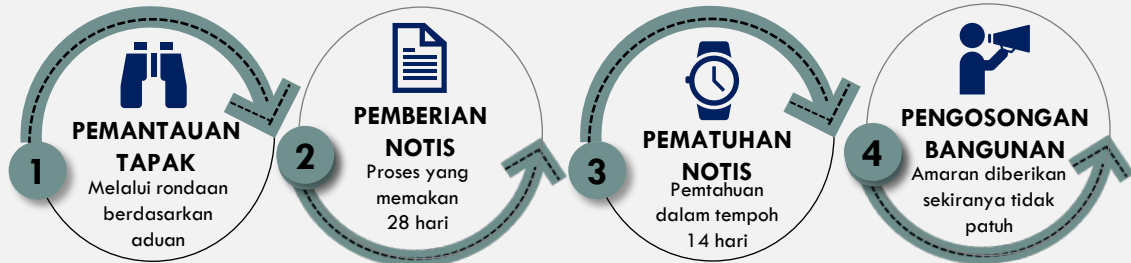 1
PEMANTAUAN
TAPAK
Melalui rondaan
berdasarkan
aduan
2
PEMBERIAN
NOTIS
Proses yang
memakan
28 hari
3
PEMATUHAN
NOTIS
Pemtahuan
dalam tempoh
14 hari
4
PENGOSONGAN
BANGUNAN
Amaran diberikan
sekiranya tidak
patuh